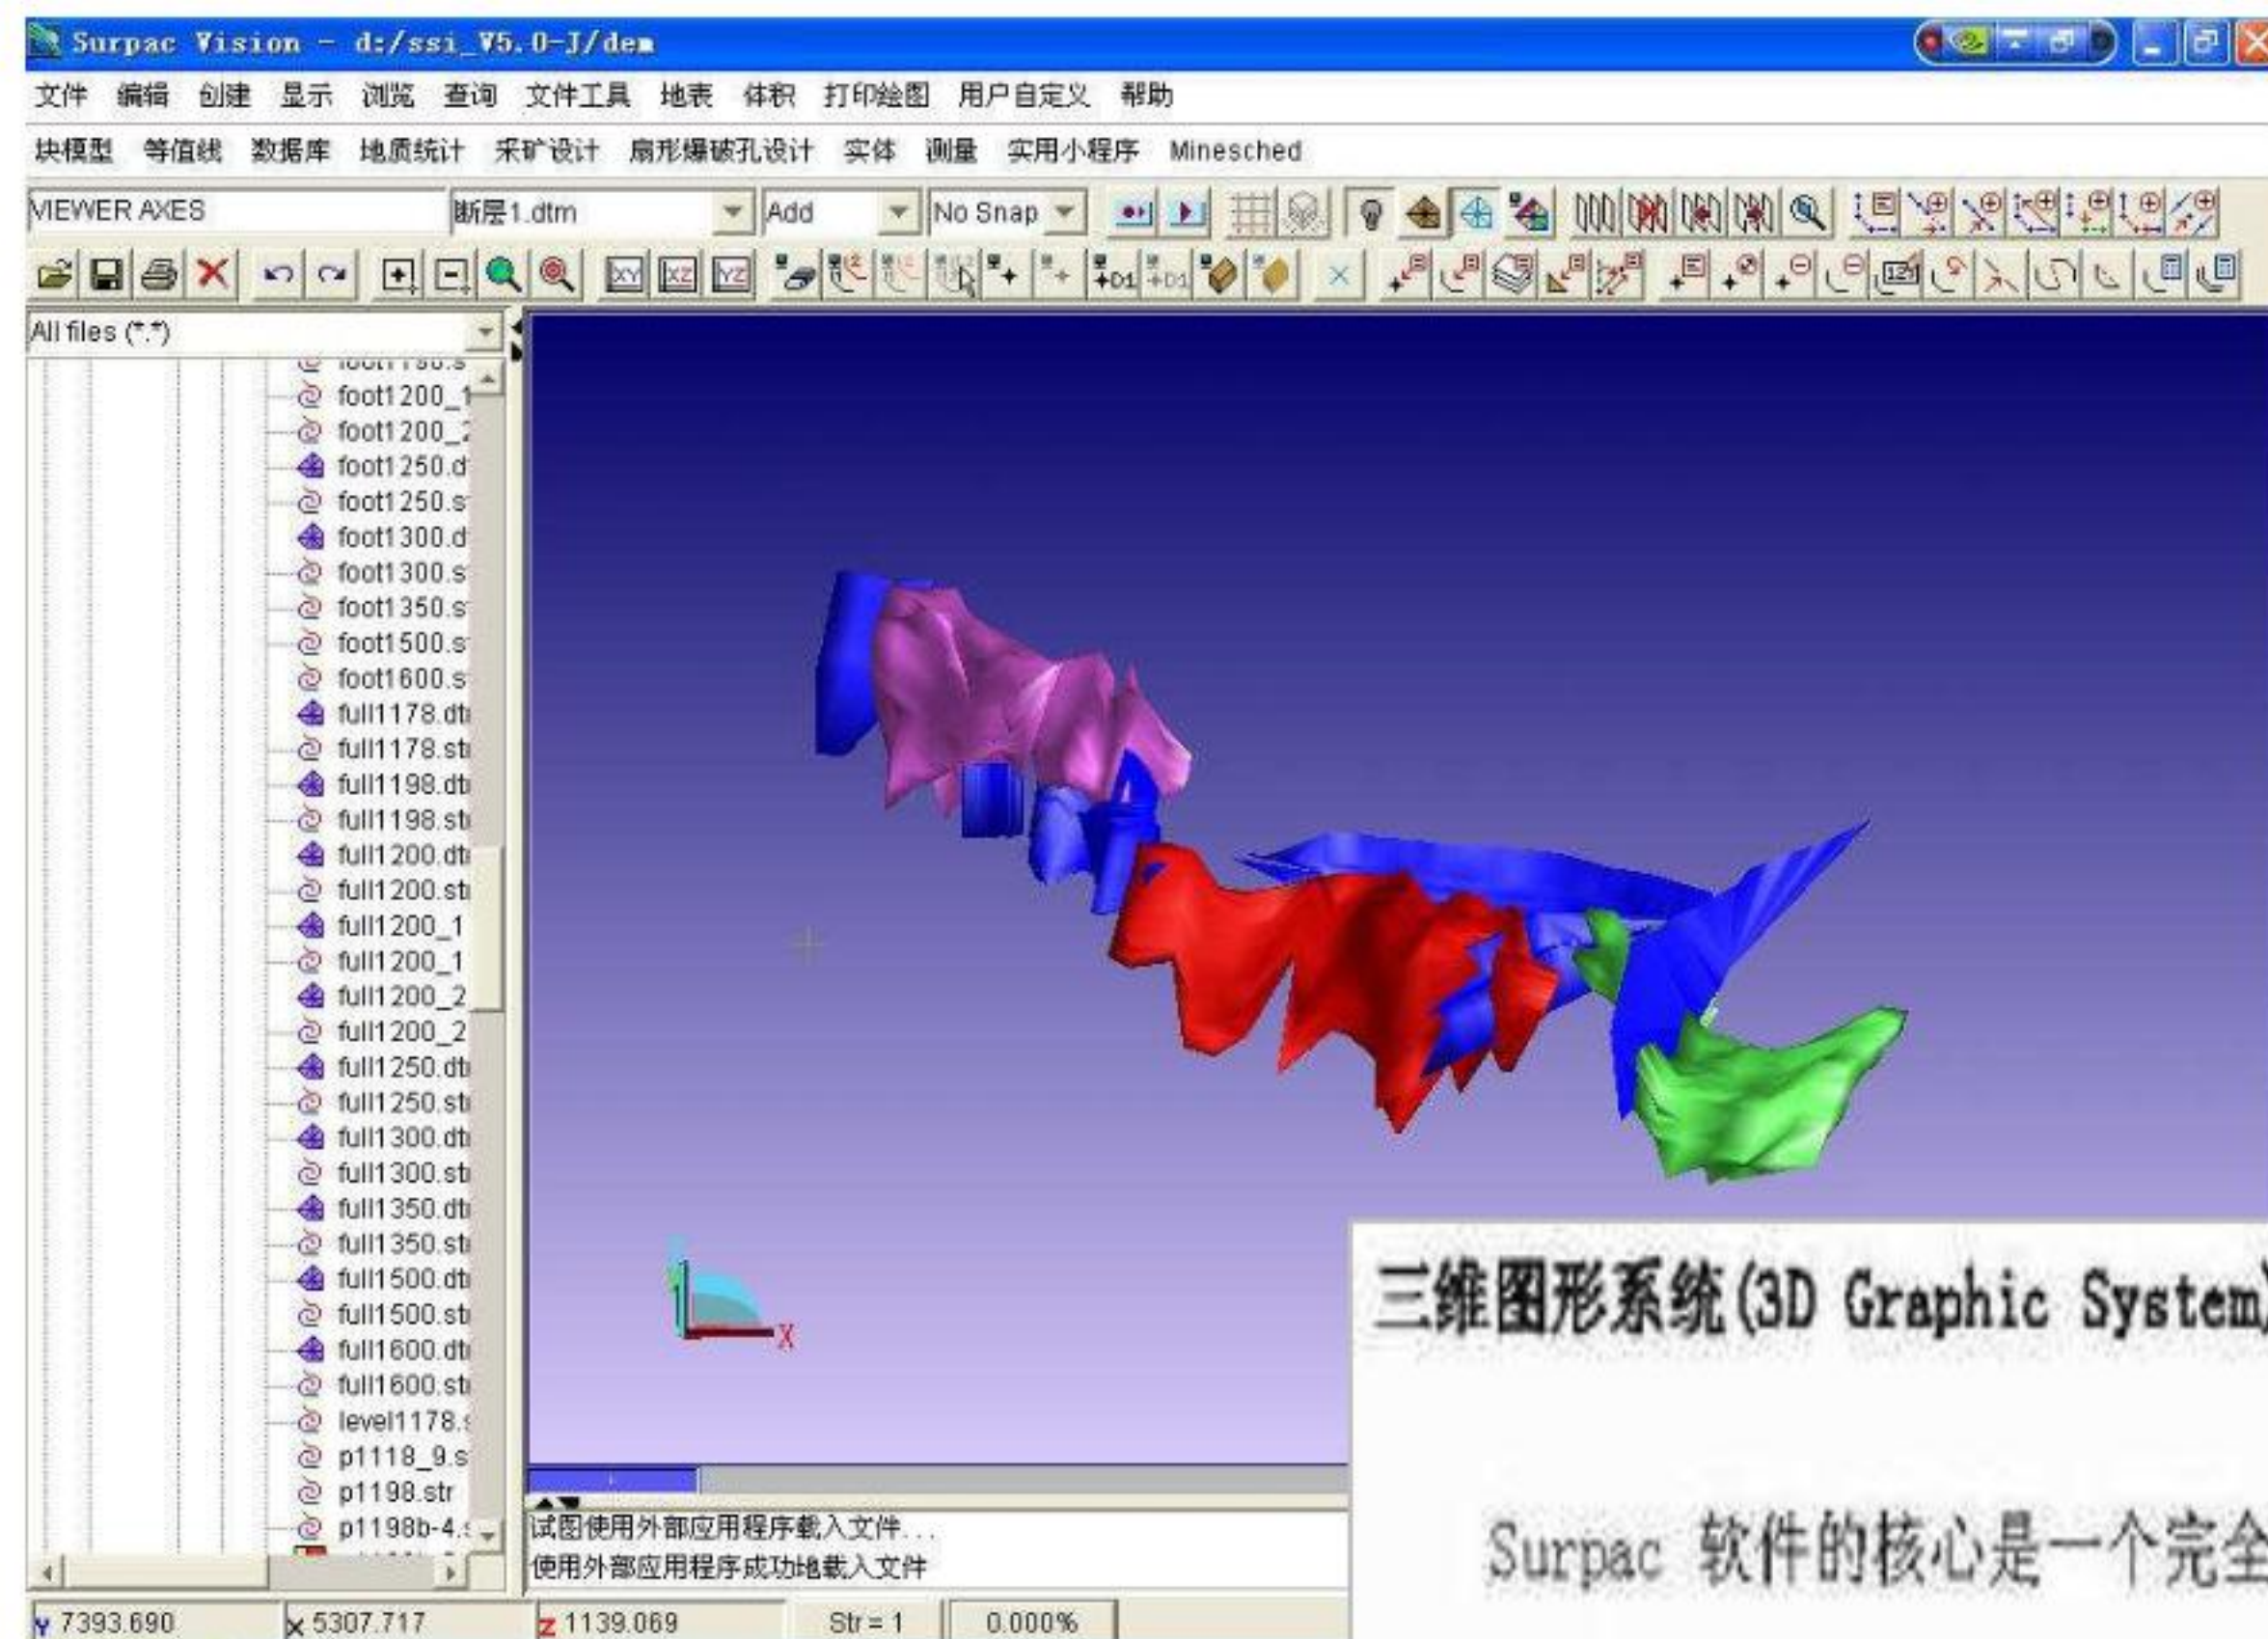 Surpac Vision - d:/ssi_V5.0-J/dem
文件 编辑 创建 显示 浏览 查询 文件工具 地表 体积 打印绘图 用户自定义 帮助
块模型 等值线 数据库 地质统计 采矿设计 扇形爆破孔设计 实体 测量 实用小程序 Minesched
VIEWER AXES 断层1.dtm Add No Snap
XY XZ YZ D1 D1
All files (*.*)
foot1200_1
foot1200_2
foot1250.d
foot1250.s
foot1300.d
foot1300.s
foot1350.s
foot1500.s
foot1600.s
full1178.dt
full1178.st
full1198.dt
full1198.st
full1200.dt
full1200.st
full1200_1
full1200_1
full1200_2
full1200_2
full1250.dt
full1250.st
full1300.dt
full1300.st
full1350.dt
full1350.st
full1500.dt
full1500.st
full1600.dt
full1600.st
level1178.s
p1118_9.s
p1198.str
p1198b-4.s
X
三维图形系统(3D Graphic System)
Surpac 软件的核心是一个完全
试图使用外部应用程序载入文件...
使用外部应用程序成功地载入文件
Y 7393.690 X 5307.717 Z 1139.069 Str = 1 0.000%